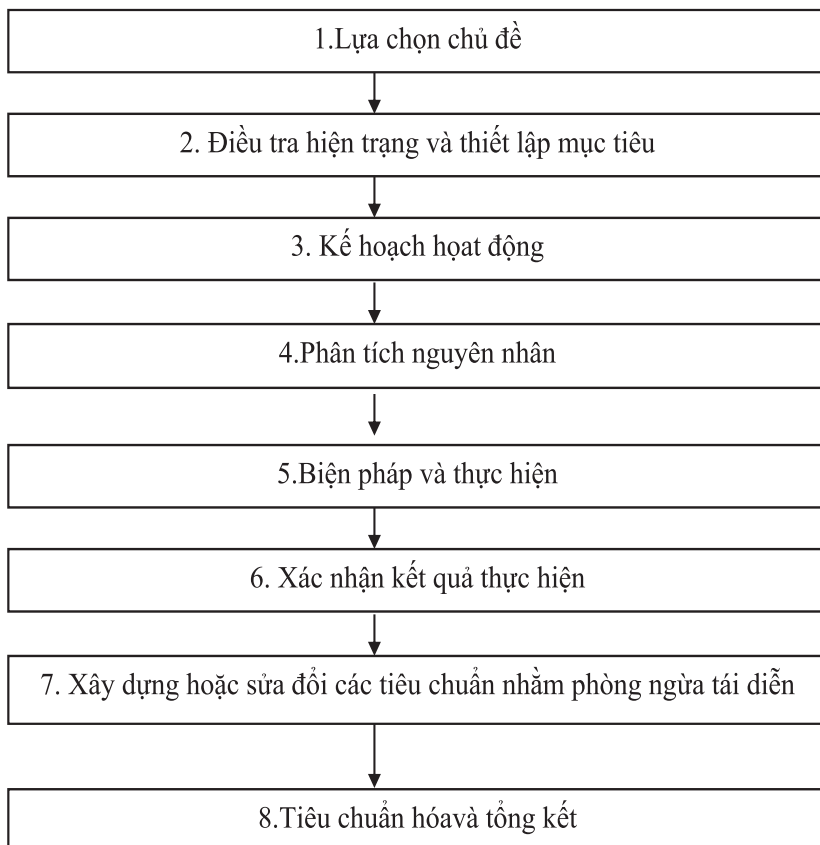 1.Lựa chọn chủ đề
2. Điều tra hiện trạng và thiết lập mục tiêu
3. Kế hoạch họat động
4.Phân tích nguyên nhân
5.Biện pháp và thực hiện
6. Xác nhận kết quả thực hiện
7. Xây dựng hoặc sửa đổi các tiêu chuẩn nhằm phòng ngừa tái diễn
8.Tiêu chuẩn hóavà tổng kết